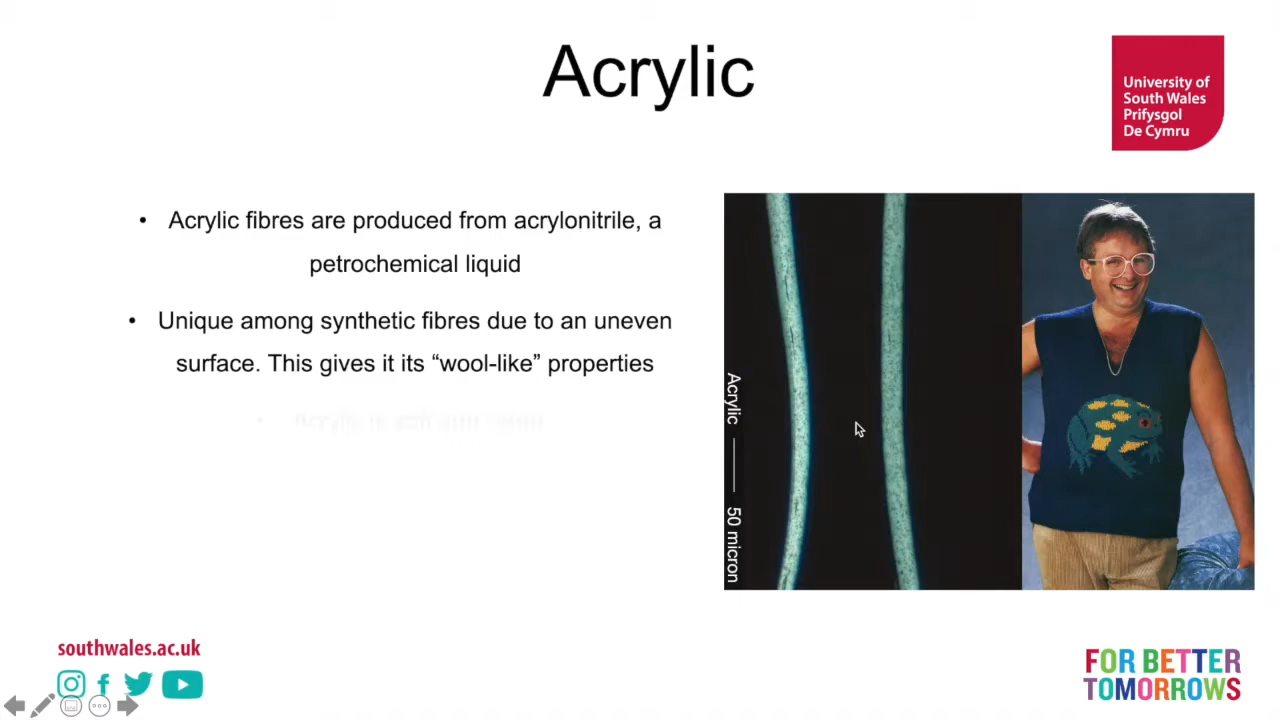 Acrylic
University of
South Wales
Prifysgol
De Cymru
• Acrylic fibres are produced from acrylonitrile, a
petrochemical liquid
• Unique among synthetic fibres due to an uneven
surface. This gives it its “wool-like” properties
Acrylic 50 micron
southwales.ac.uk
FOR BETTER
TOMORROWS